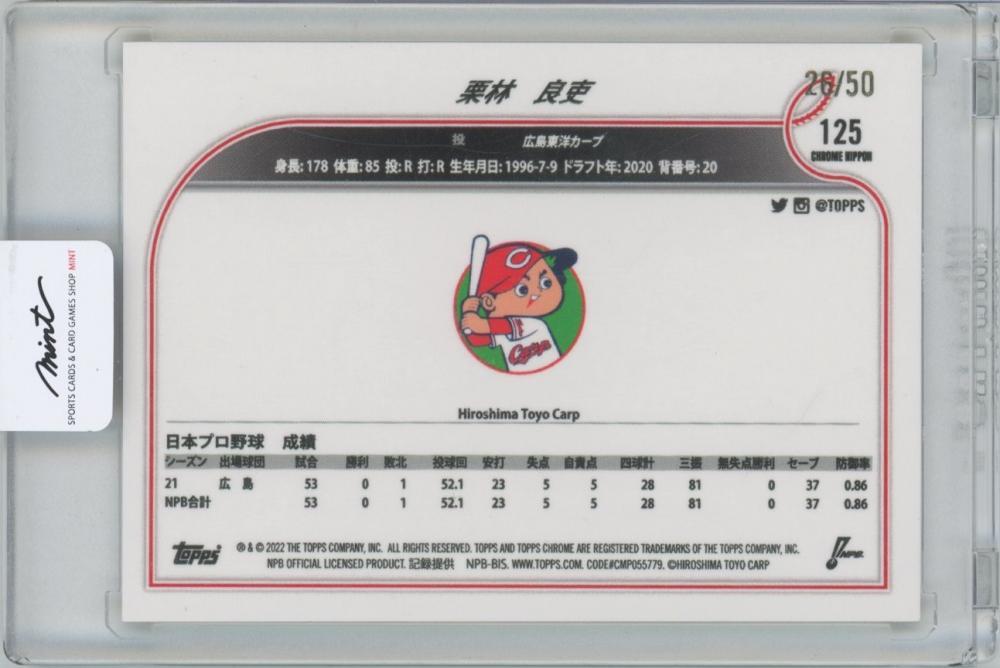 栗林 良吏
26/50
125
CHROME NIPPON
投 広島東洋カープ
身長: 178 体重: 85 投: R 打: R 生年月日: 1996-7-9 ドラフト年: 2020 背番号: 20
@TOPPS
C
Carp
Hiroshima Toyo Carp
日本プロ野球 成績
シーズン 出場球団 試合 勝利 敗北 投球回 安打 失点 自責点 四球計 三振 無失点勝利 セーブ 防御率
21 広 島 53 0 1 52.1 23 5 5 28 81 0 37 0.86
NPB合計 53 0 1 52.1 23 5 5 28 81 0 37 0.86
topps
® & © 2022 THE TOPPS COMPANY, INC. ALL RIGHTS RESERVED. TOPPS AND TOPPS CHROME ARE REGISTERED TRADEMARKS OF THE TOPPS COMPANY, INC.
NPB OFFICIAL LICENSED PRODUCT. 記録提供 NPB-BIS. WWW.TOPPS.COM. CODE#CMP055779. ©HIROSHIMA TOYO CARP
NPB
mint
SPORTS CARDS & CARD GAMES SHOP MINT